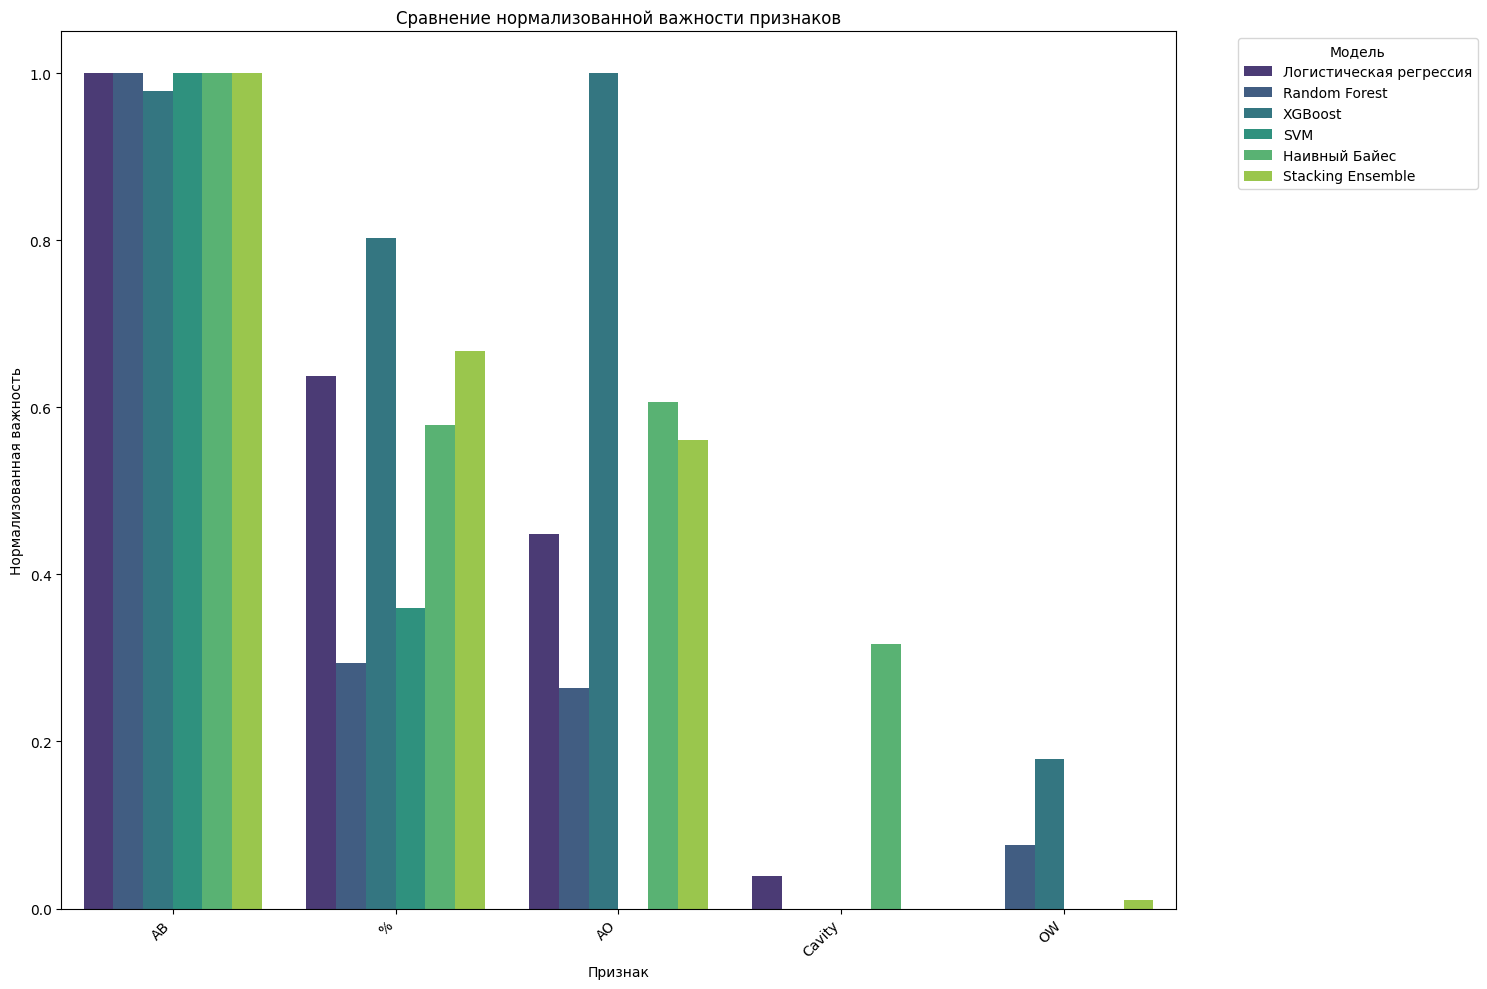 Сравнение нормализованной важности признаков
Нормализованная важность
1.0
0.8
0.6
0.4
0.2
0.0
AB
%
AO
Cavity
OW
Признак
Модель
Логистическая регрессия
Random Forest
XGBoost
SVM
Наивный Байес
Stacking Ensemble